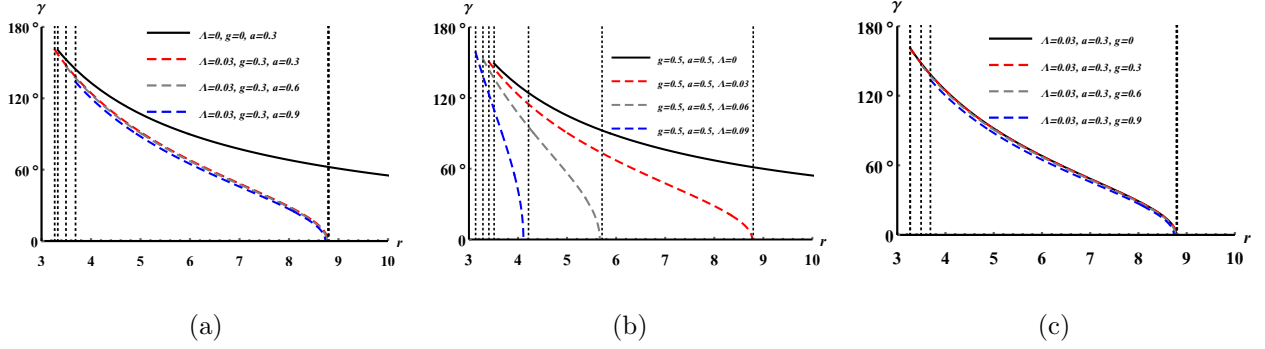 γ
180°
120°
60°
0
3 4 5 6 7 8 9 10
r
Λ=0, g=0, a=0.3
Λ=0.03, g=0.3, a=0.3
Λ=0.03, g=0.3, a=0.6
Λ=0.03, g=0.3, a=0.9
(a)
γ
180°
120°
60°
0
3 4 5 6 7 8 9 10
r
g=0.5, a=0.5, Λ=0
g=0.5, a=0.5, Λ=0.03
g=0.5, a=0.5, Λ=0.06
g=0.5, a=0.5, Λ=0.09
(b)
γ
180°
120°
60°
0
3 4 5 6 7 8 9 10
r
Λ=0.03, a=0.3, g=0
Λ=0.03, a=0.3, g=0.3
Λ=0.03, a=0.3, g=0.6
Λ=0.03, a=0.3, g=0.9
(c)